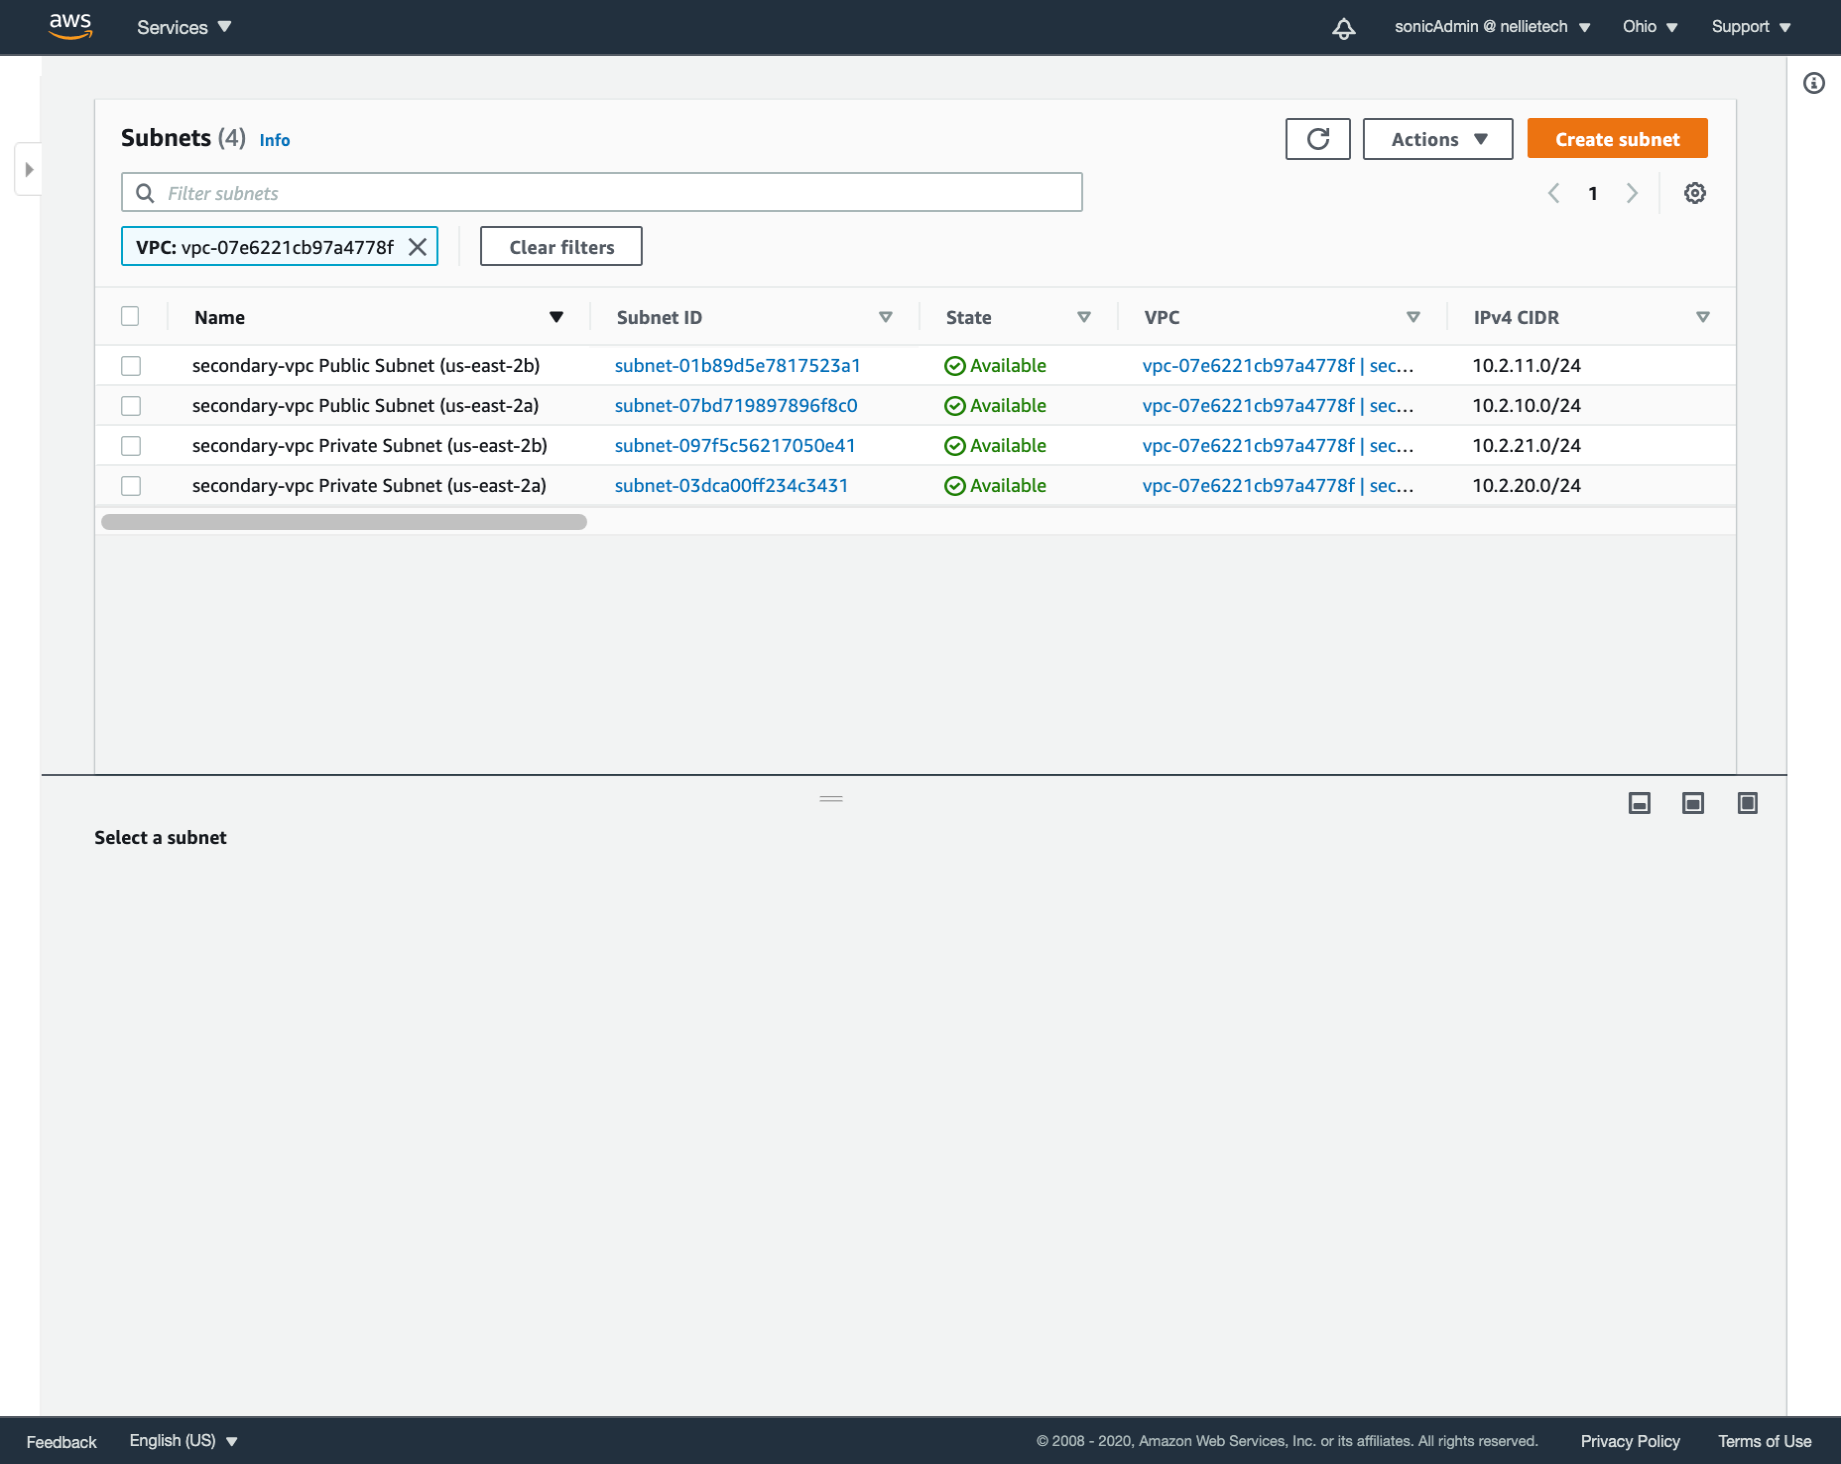 aws Services sonicAdmin @ nellietech Ohio Support
Subnets (4) Info Actions Create subnet
Filter subnets 1
VPC: vpc-07e6221cb97a4778f Clear filters
Name Subnet ID State VPC IPv4 CIDR
secondary-vpc Public Subnet (us-east-2b) subnet-01b89d5e7817523a1 Available vpc-07e6221cb97a4778f | sec... 10.2.11.0/24
secondary-vpc Public Subnet (us-east-2a) subnet-07bd719897896f8c0 Available vpc-07e6221cb97a4778f | sec... 10.2.10.0/24
secondary-vpc Private Subnet (us-east-2b) subnet-097f5c56217050e41 Available vpc-07e6221cb97a4778f | sec... 10.2.21.0/24
secondary-vpc Private Subnet (us-east-2a) subnet-03dca00ff234c3431 Available vpc-07e6221cb97a4778f | sec... 10.2.20.0/24
Select a subnet
Feedback English (US) © 2008 - 2020, Amazon Web Services, Inc. or its affiliates. All rights reserved. Privacy Policy Terms of Use